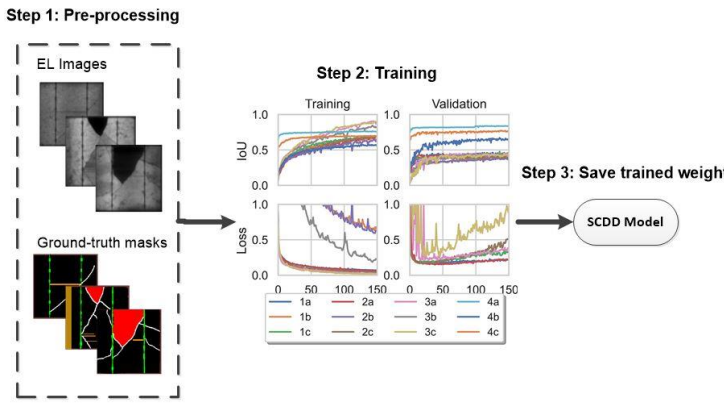 Step 1: Pre-processing
EL Images
Ground-truth masks
Step 2: Training
Training
Validation
IoU
1.0
0.5
0.0
1.0
0.5
0.0
Loss
1.0
0.5
0.0
1.0
0.5
0.0
0 50 100 150
0 50 100 150
1a 2a 3a 4a
1b 2b 3b 4b
1c 2c 3c 4c
Step 3: Save trained weight
SCDD Model